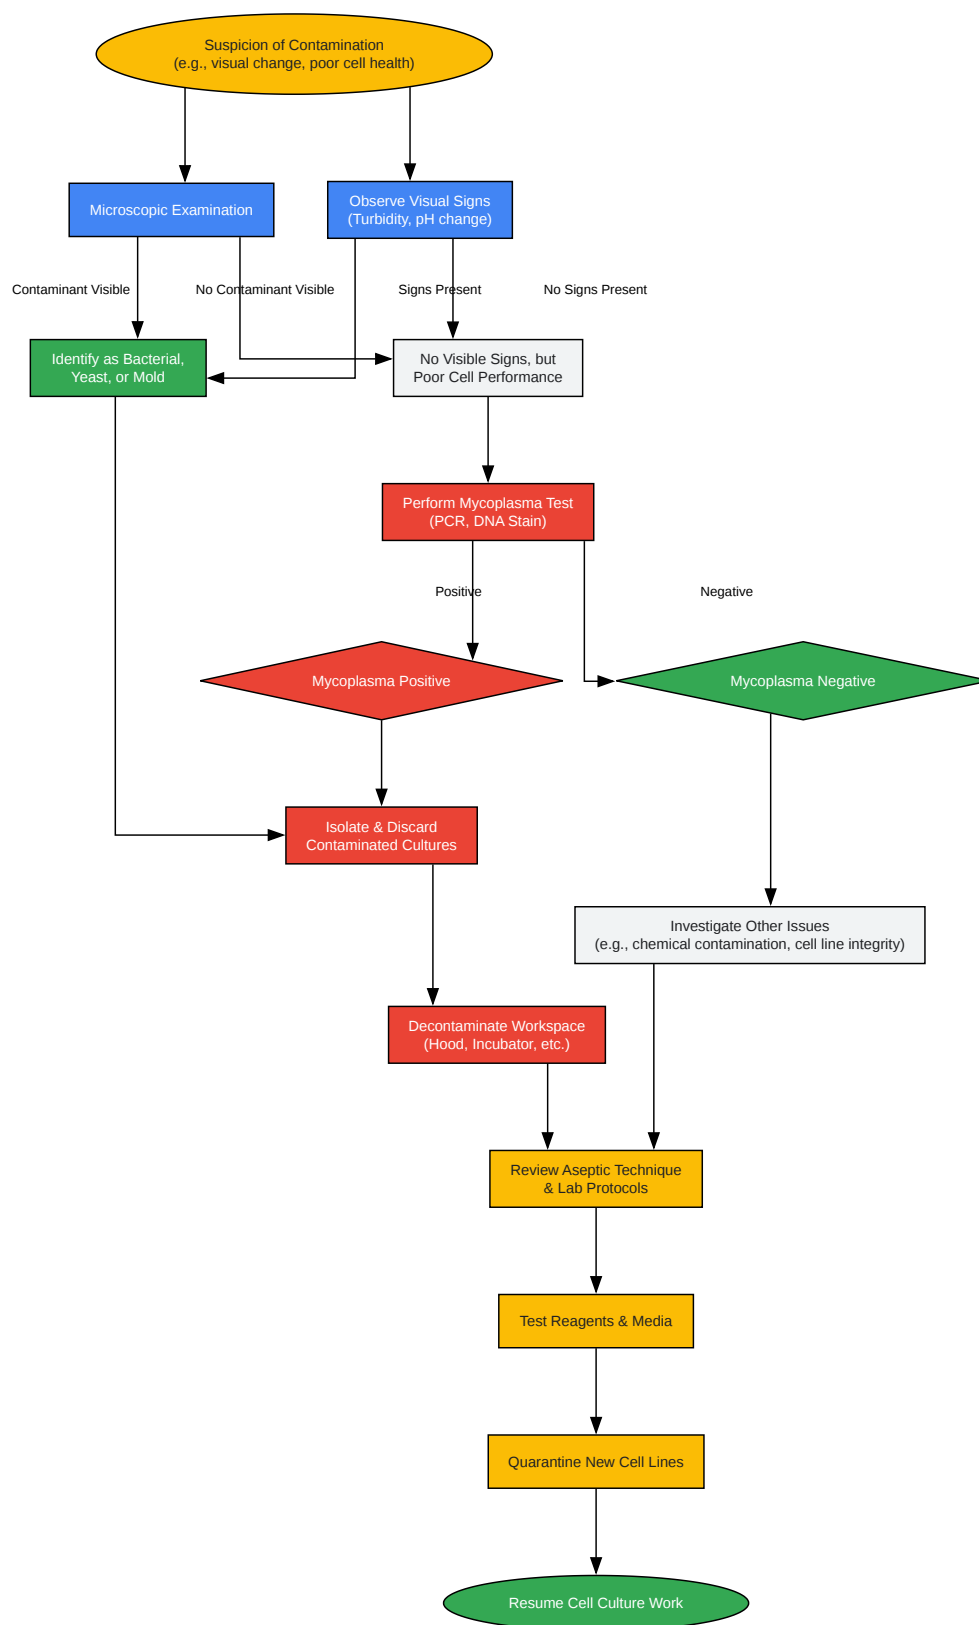 Suspicion of Contamination
(e.g., visual change, poor cell health)
Microscopic Examination
Observe Visual Signs
(Turbidity, pH change)
Contaminant Visible
No Contaminant Visible
Signs Present
No Signs Present
Identify as Bacterial,
Yeast, or Mold
No Visible Signs, but
Poor Cell Performance
Perform Mycoplasma Test
(PCR, DNA Stain)
Positive
Negative
Mycoplasma Positive
Mycoplasma Negative
Isolate & Discard
Contaminated Cultures
Investigate Other Issues
(e.g., chemical contamination, cell line integrity)
Decontaminate Workspace
(Hood, Incubator, etc.)
Review Aseptic Technique
& Lab Protocols
Test Reagents & Media
Quarantine New Cell Lines
Resume Cell Culture Work